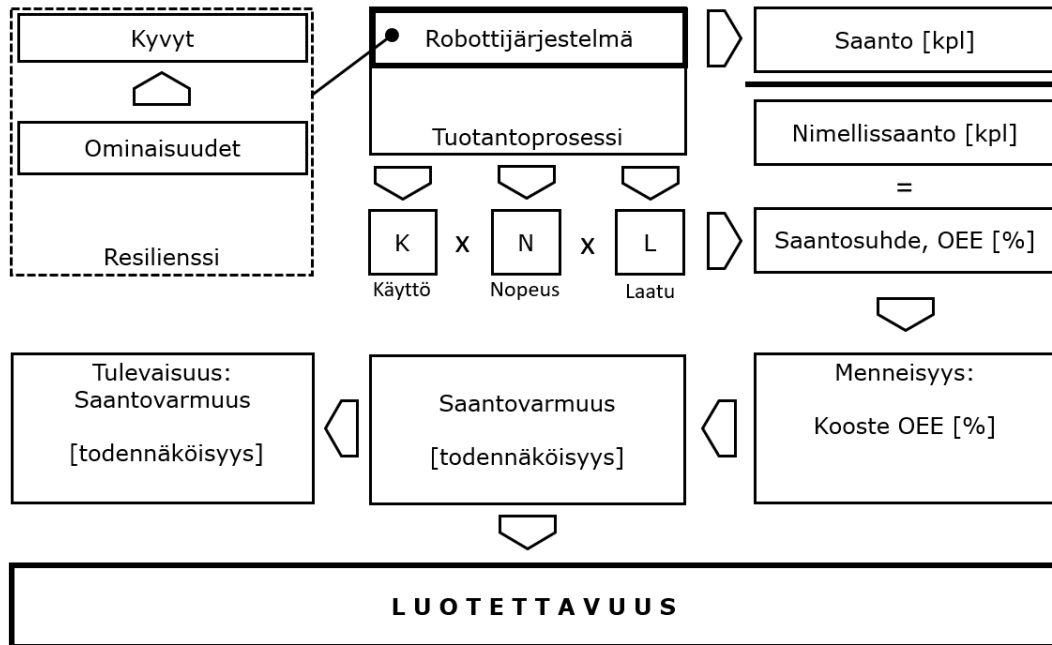 Kyvyt
Ominaisuudet
Resilienssi
Robottijärjestelmä
Tuotantoprosessi
Saanto [kpl]
Nimellissaanto [kpl]
=
Saantosuhde, OEE [%]
K x N x L
Käyttö Nopeus Laatu
Tulevaisuus:
Saantovarmuus
[todennäköisyys]
Saantovarmuus
[todennäköisyys]
Menneisyys:
Kooste OEE [%]
LUOTETTAVUUS